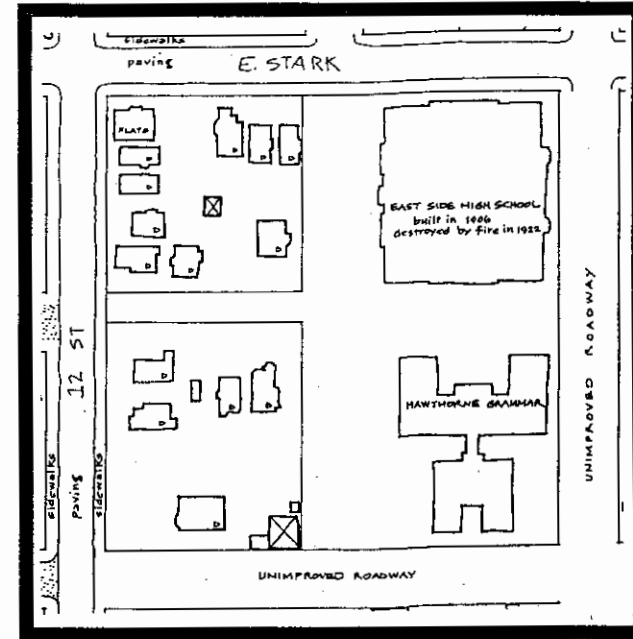 sidewalks
paving
E. STARK
FLATS
D
D
D
D
D
D
D
D
D
EAST SIDE HIGH SCHOOL
built in 1906
destroyed by fire in 1922
UNIMPROVED ROADWAY
12 ST
paving
sidewalks
sidewalks
D
D
D
D
D
HAWTHORNE GRAMMAR
UNIMPROVED ROADWAY